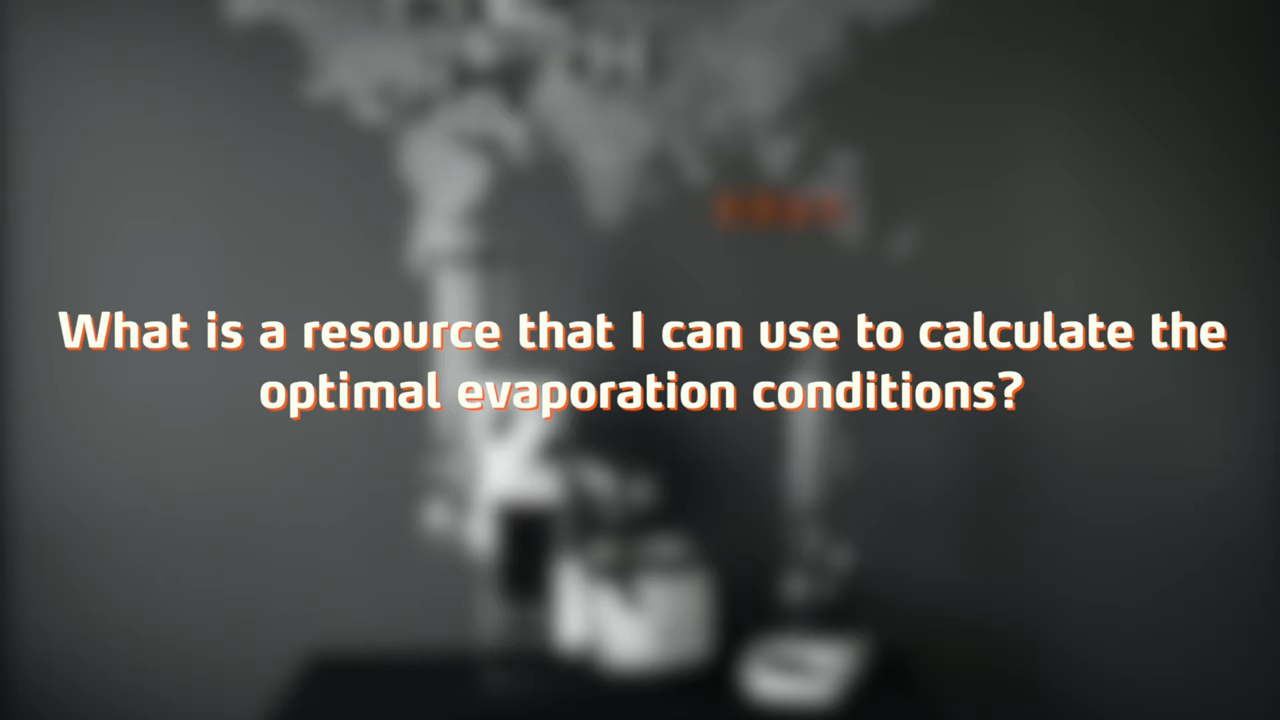 What is a resource that I can use to calculate the
optimal evaporation conditions?